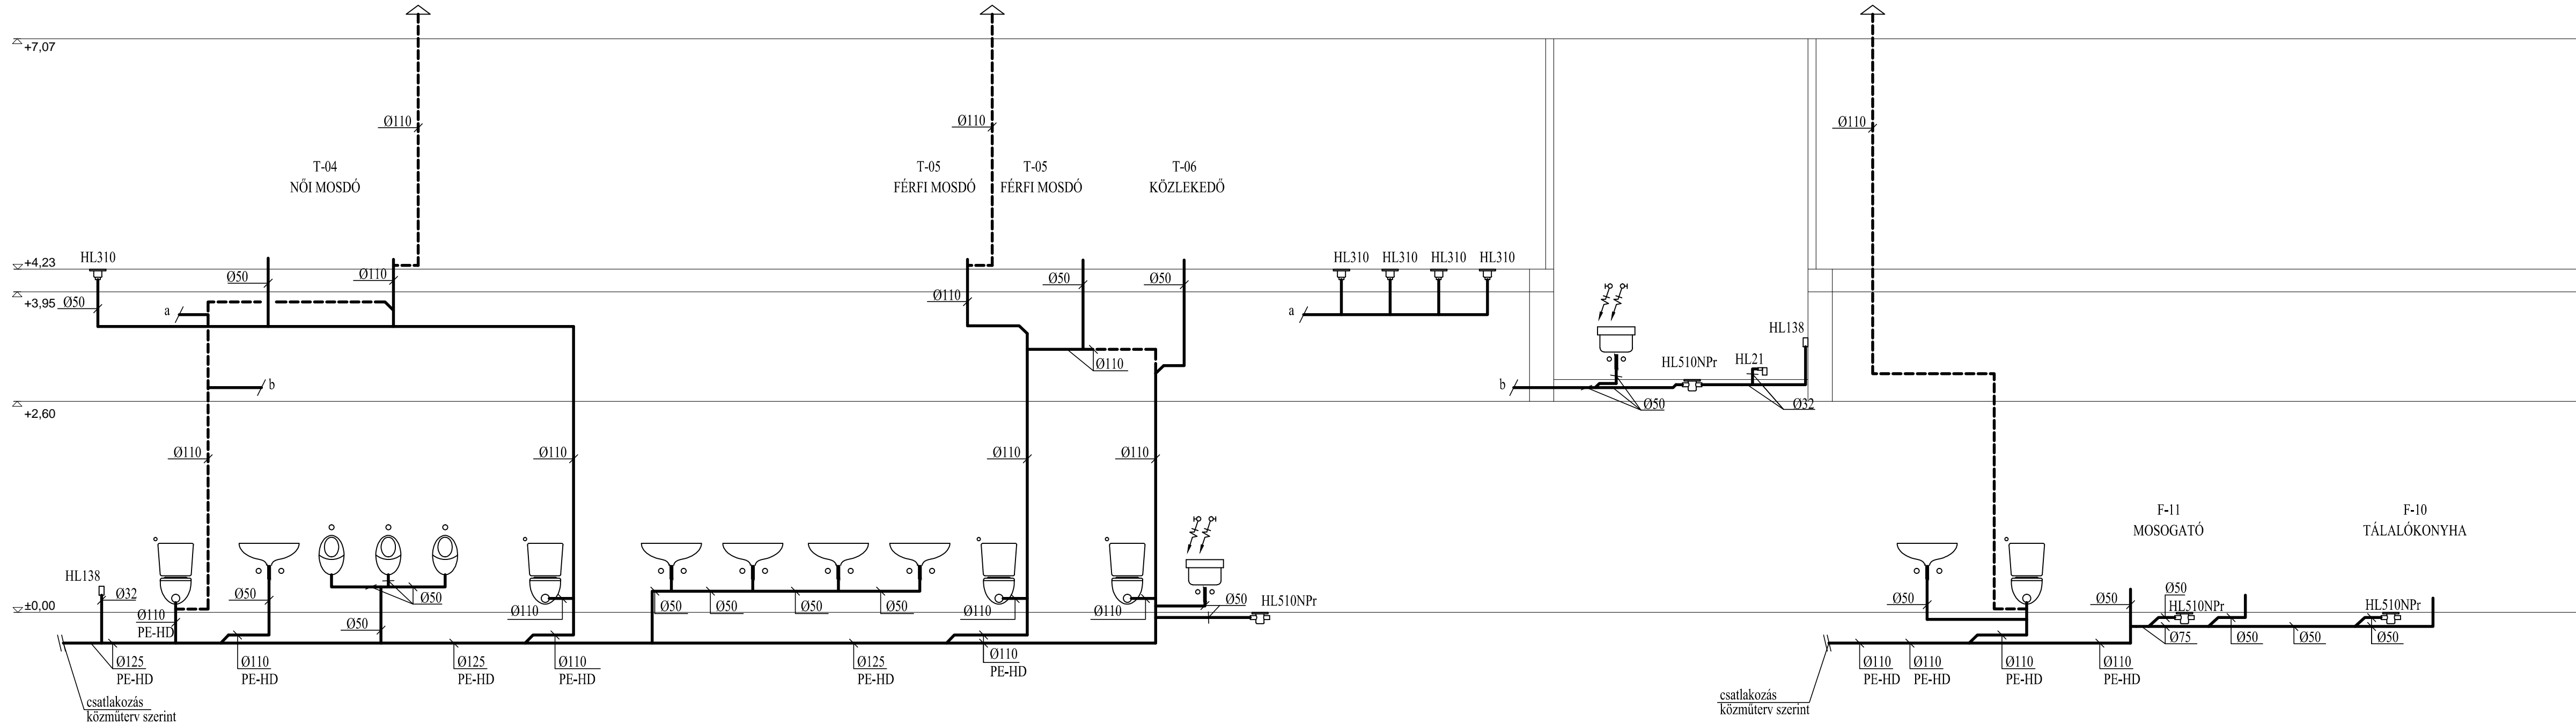 +7,07
Ø110
Ø110
Ø110
T-04
NŐI MOSDÓ
T-05
FÉRFI MOSDÓ
T-05
FÉRFI MOSDÓ
T-06
KÖZLEKEDŐ
+4,23
HL310
Ø50
Ø110
Ø50
Ø50
HL310
HL310
HL310
HL310
+3,95
Ø50
a
Ø110
a
HL138
Ø110
HL510NPr
HL21
b
b
Ø50
Ø32
+2,60
Ø110
Ø110
Ø110
Ø110
F-11
MOSOGATÓ
F-10
TÁLALÓKONYHA
HL138
Ø32
Ø50
Ø50
Ø50
Ø50
Ø50
Ø50
Ø50
HL510NPr
Ø50
Ø50
Ø50
HL510NPr
HL510NPr
±0,00
Ø110
PE-HD
Ø50
Ø110
Ø110
Ø110
Ø75
Ø50
Ø50
Ø50
Ø125
PE-HD
Ø110
PE-HD
Ø125
PE-HD
Ø110
PE-HD
Ø125
PE-HD
Ø110
PE-HD
Ø110
PE-HD
Ø110
PE-HD
Ø110
PE-HD
Ø110
PE-HD
csatlakozás
közműterv szerint
csatlakozás
közműterv szerint